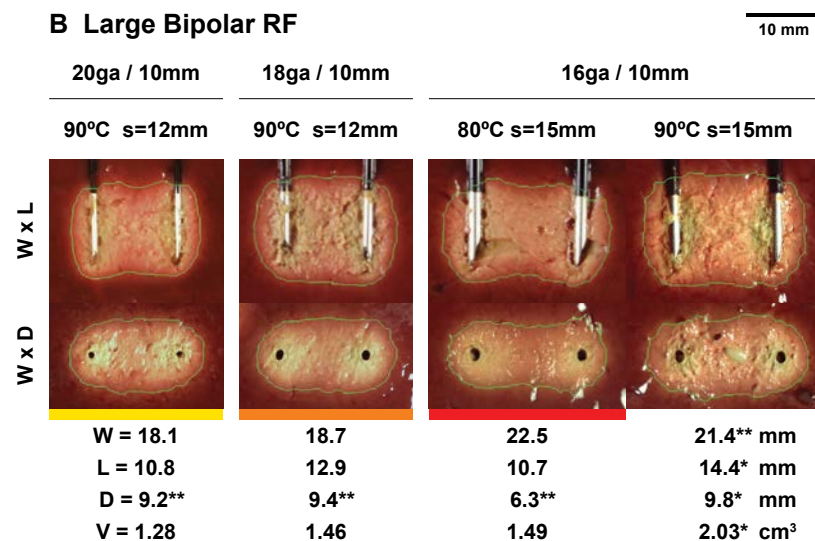 B Large Bipolar RF
10 mm
20ga / 10mm 18ga / 10mm 16ga / 10mm
90ºC s=12mm 90ºC s=12mm 80ºC s=15mm 90ºC s=15mm
W x L
W x D
W = 18.1 18.7 22.5 21.4** mm
L = 10.8 12.9 10.7 14.4* mm
D = 9.2** 9.4** 6.3** 9.8* mm
V = 1.28 1.46 1.49 2.03* cm³